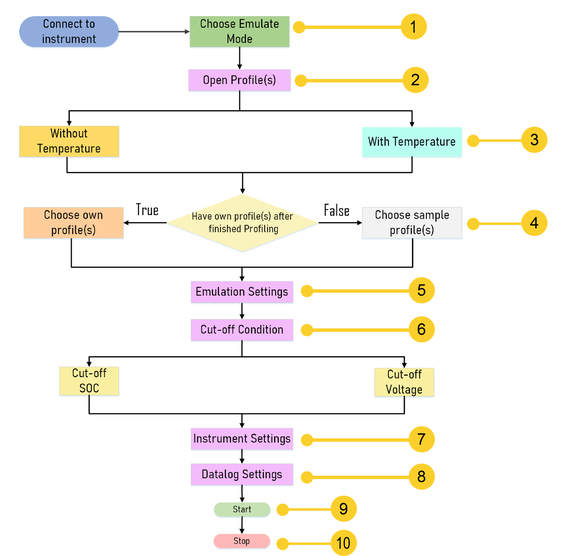 Connect to
instrument
Choose Emulate
Mode
1
Open Profile(s)
2
Without
Temperature
With Temperature
3
Choose own
profile(s)
True
Have own profile(s) after
finished Profiling
False
Choose sample
profile(s)
4
Emulation Settings
5
Cut-off Condition
6
Cut-off
SOC
Cut-off
Voltage
Instrument Settings
7
Datalog Settings
8
Start
9
Stop
10